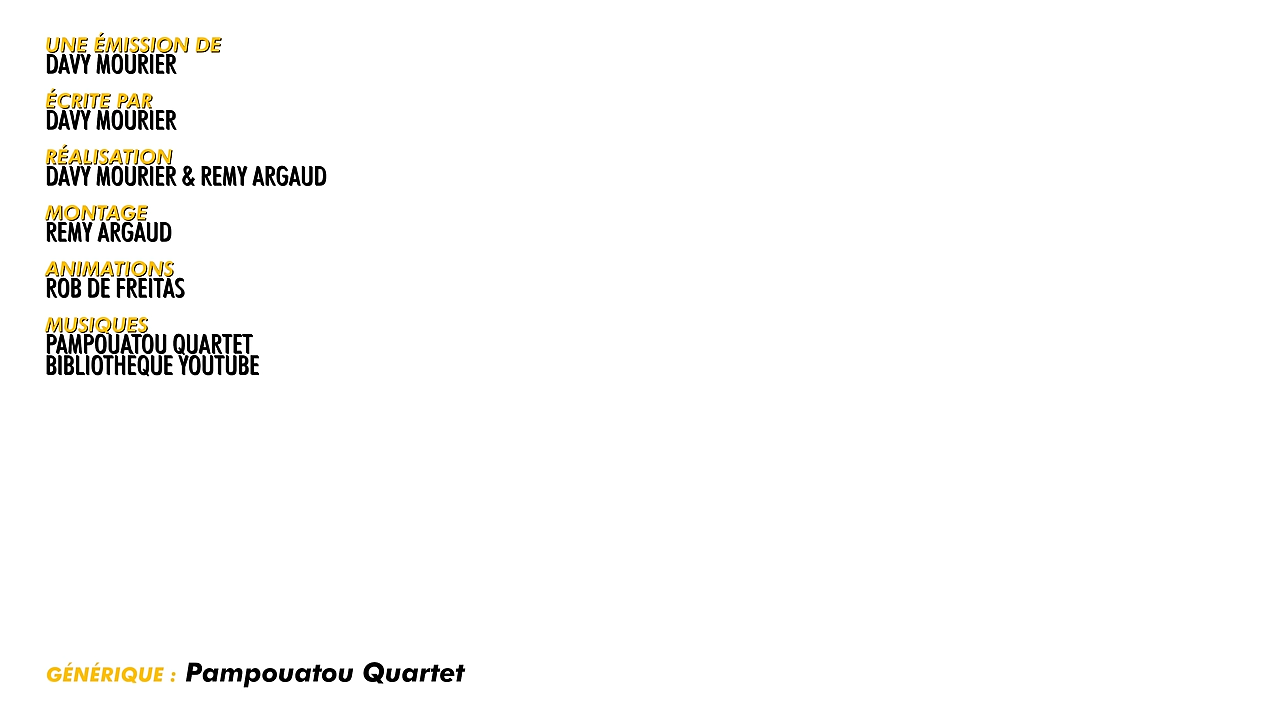 UNE ÉMISSION DE
DAVY MOURIER
ÉCRITE PAR
DAVY MOURIER
RÉALISATION
DAVY MOURIER & REMY ARGAUD
MONTAGE
REMY ARGAUD
ANIMATIONS
ROB DE FREITAS
MUSIQUES
PAMPOUATOU QUARTET
BIBLIOTHEQUE YOUTUBE
GÉNÉRIQUE : Pampouatou Quartet